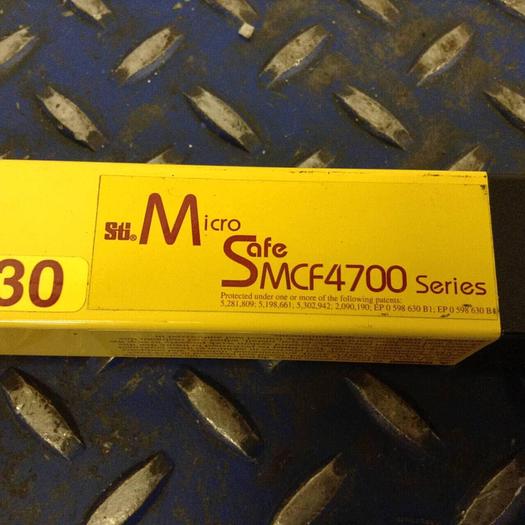 Sti® Micro
Safe
MCF4700 Series
30
Protected under one or more of the following patents:
5,281,809; 5,198,661; 5,302,942; 2,090,190; EP 0 598 630 B1; EP 0 598 630 B4